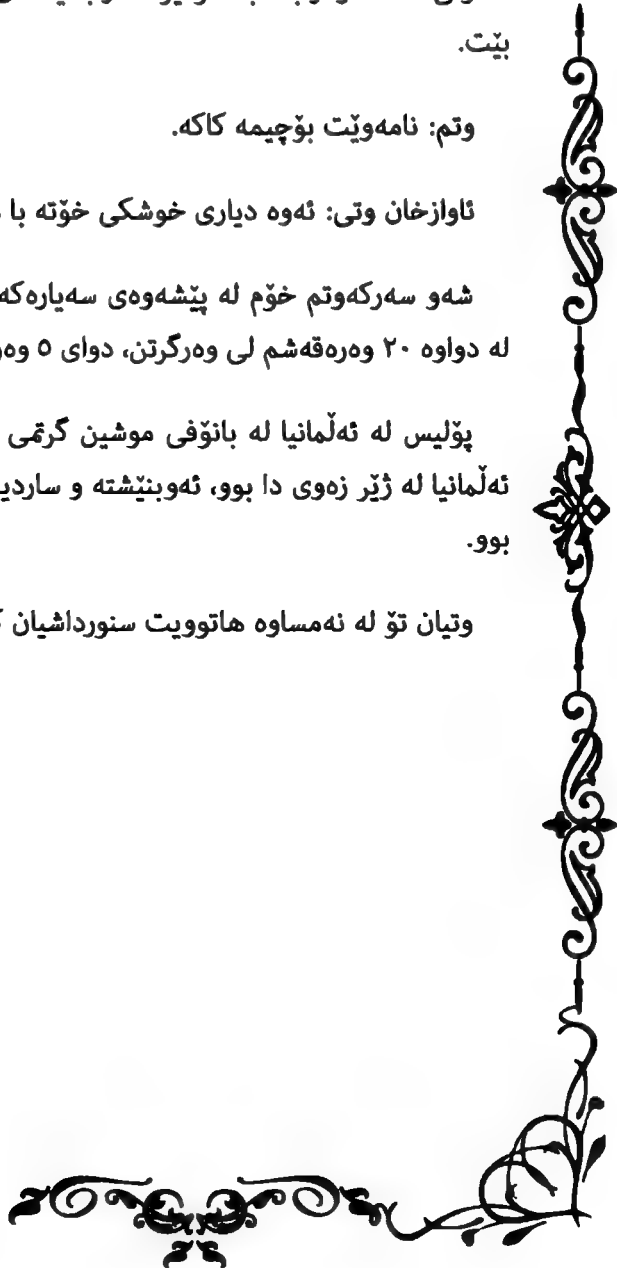 بێت.
وتم: نامەوێت بۆچیمە کاکە.
ئاوازخان وتی: ئەوە دیاری خوشکی خۆتە با
شەو سەرکەوتم خۆم لە پێشەوەی سەیارەکە
لە دواوە ٢٠ وەرەقەشم لی وەرگرتن، دوای ٥
پۆلیس لە ئەڵمانیا لە بانۆفی موشین گرتمی
ئەڵمانیا لە ژێر زەوی دا بوو، ئەوبنێشتە و
بوو.
وتیان تۆ لە نەمساوە هاتوویت سنورداشیان